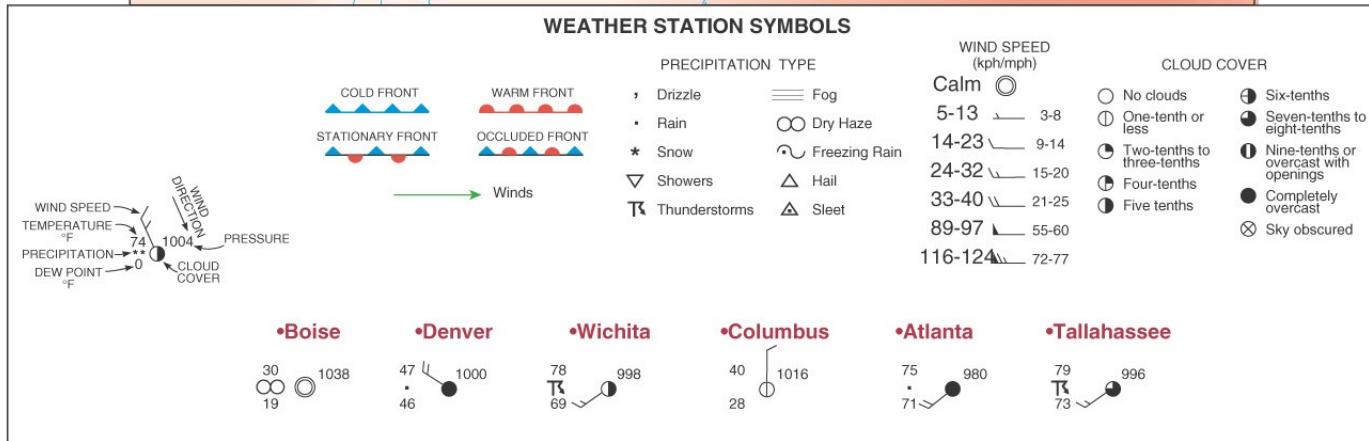 WEATHER STATION SYMBOLS
COLD FRONT
WARM FRONT
STATIONARY FRONT
OCCLUDED FRONT
Winds
PRECIPITATION TYPE
, Drizzle
Rain
* Snow
Showers
Thunderstorms
Fog
Dry Haze
Freezing Rain
Hail
Sleet
WIND SPEED
(kph/mph)
Calm
5-13 3-8
14-23 9-14
24-32 15-20
33-40 21-25
89-97 55-60
116-124 72-77
CLOUD COVER
No clouds
One-tenth or
less
Two-tenths to
three-tenths
Four-tenths
Five tenths
Six-tenths
Seven-tenths to
eight-tenths
Nine-tenths or
overcast with
openings
Completely
overcast
Sky obscured
WIND SPEED
WIND
DIRECTION
TEMPERATURE
°F
74 1004
PRESSURE
PRECIPITATION
**
DEW POINT
°F
0
CLOUD
COVER
•Boise
30
1038
19
•Denver
47
1000
46
•Wichita
78
998
69
•Columbus
40
1016
28
•Atlanta
75
980
71
•Tallahassee
79
996
73